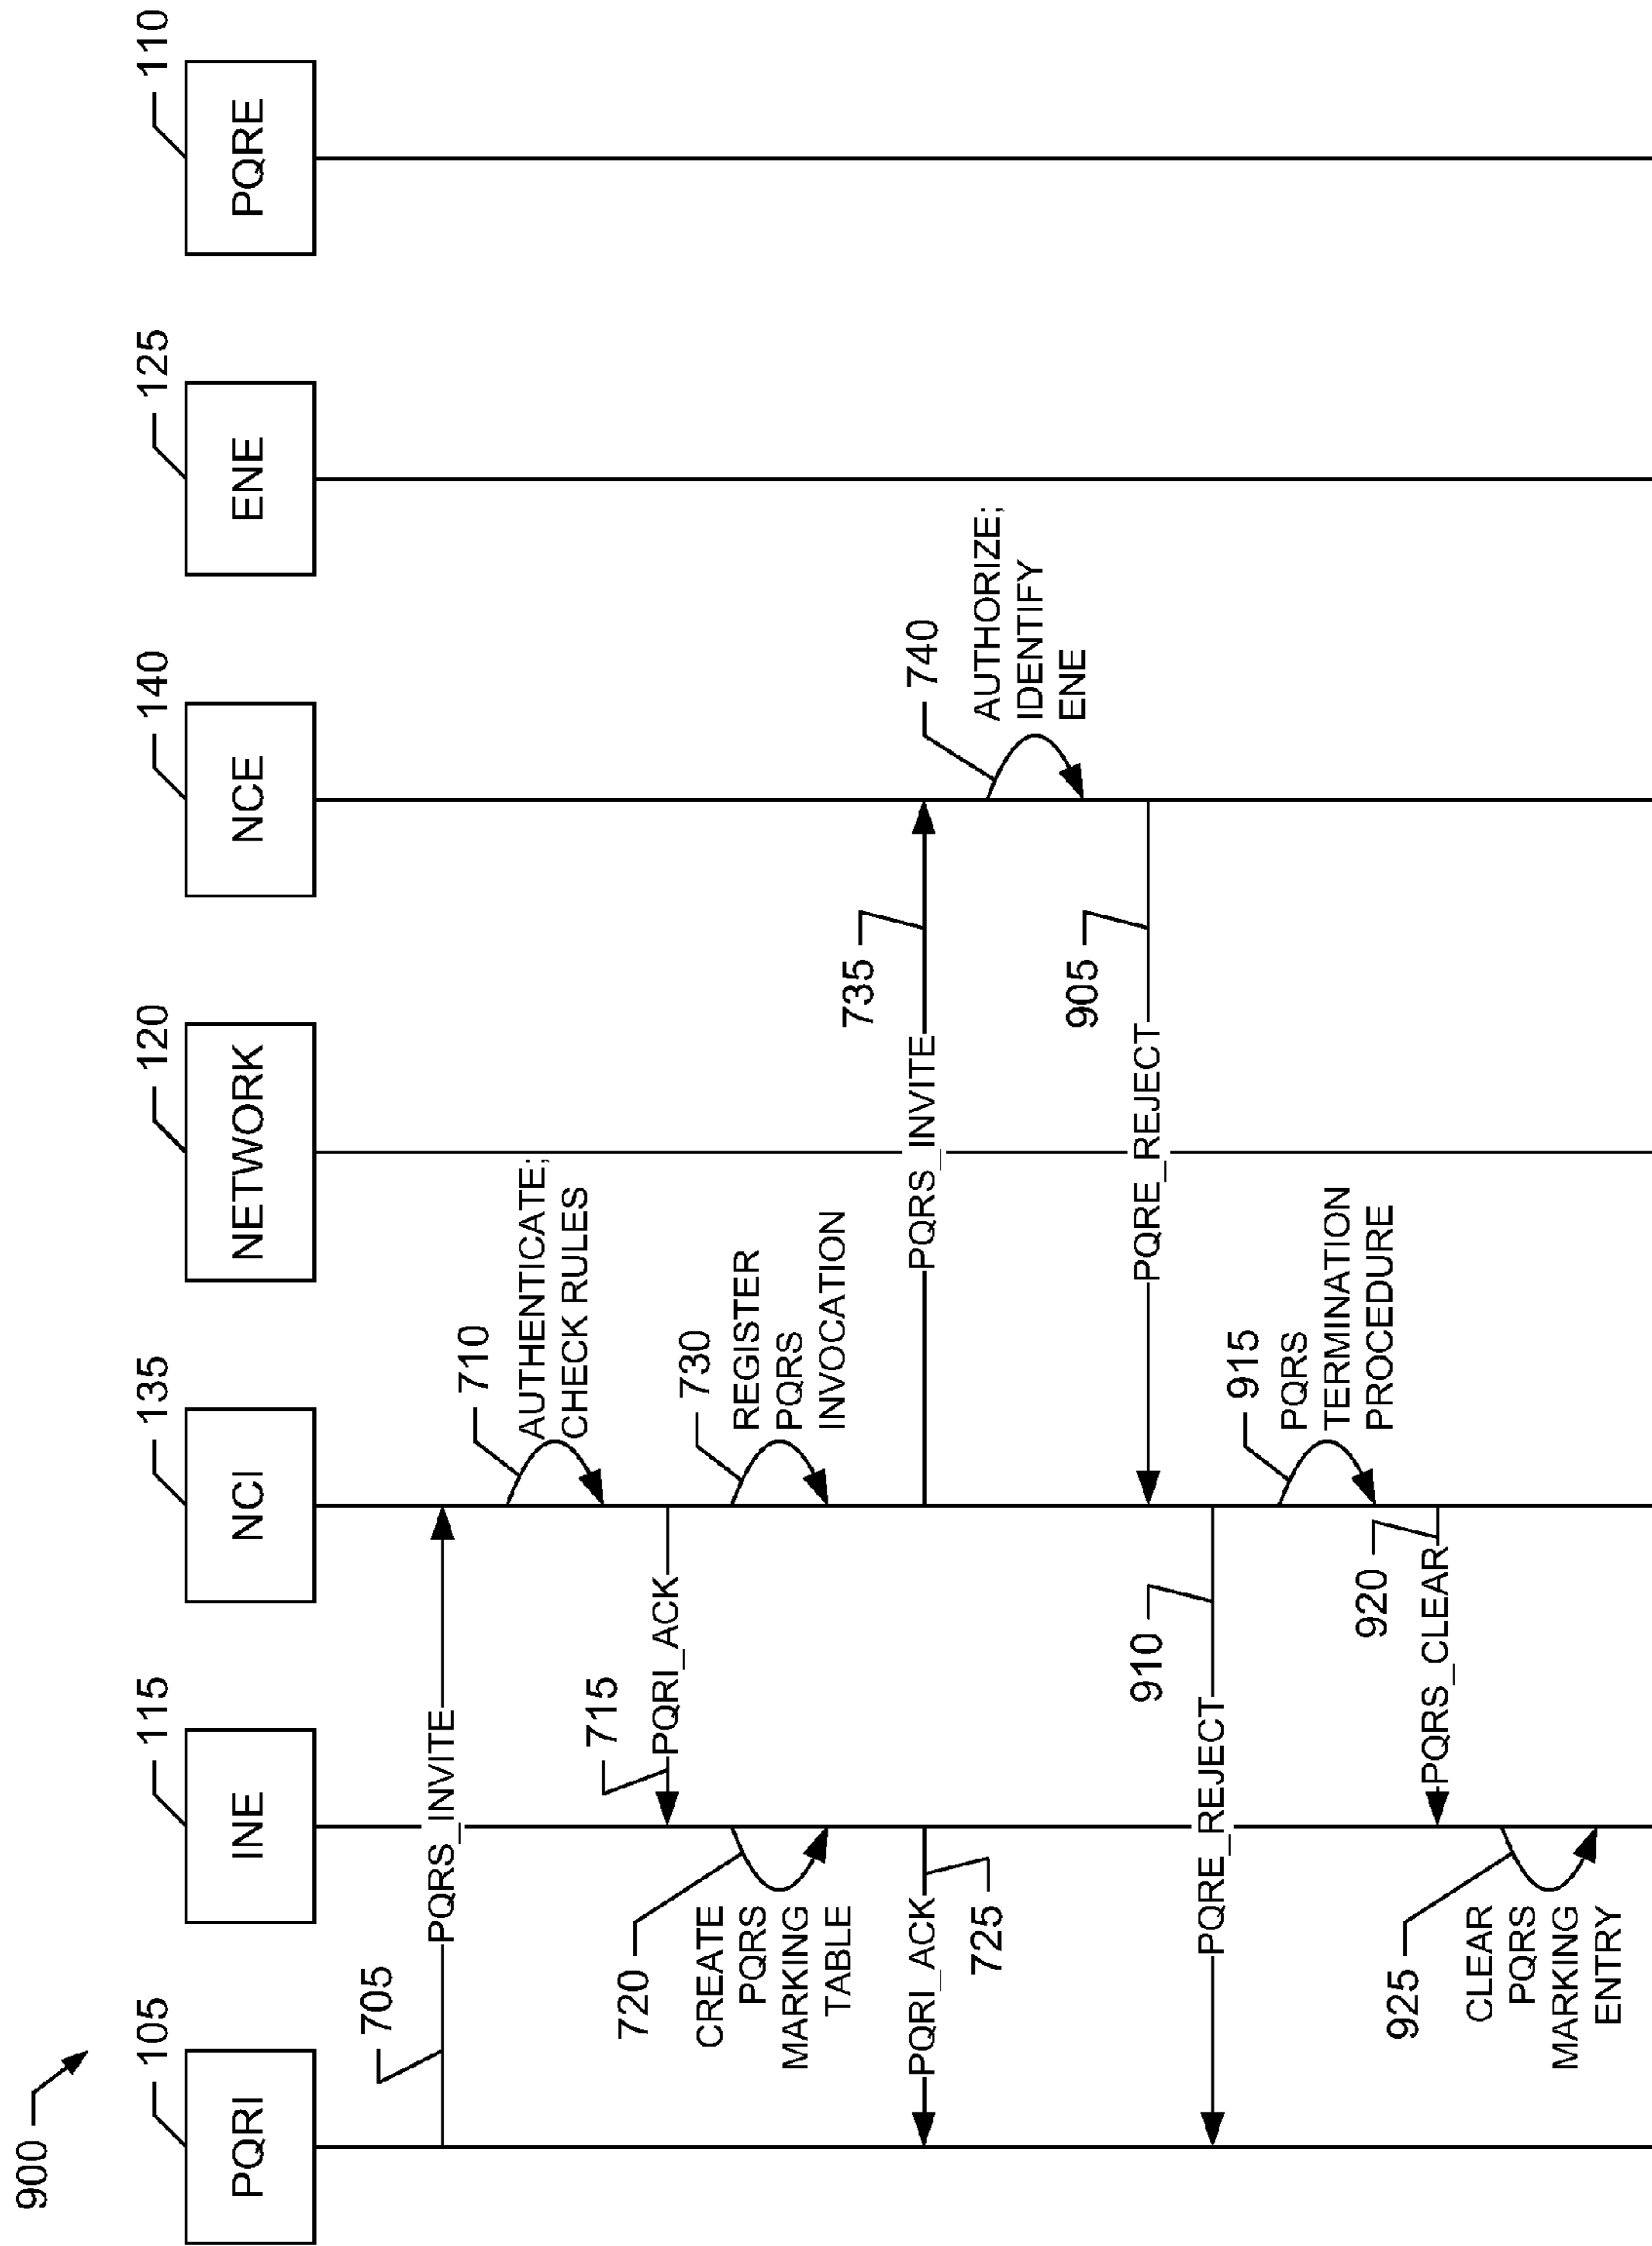 900
105
115
135
120
140
125
110
PQRI
INE
NCI
NETWORK
NCE
ENE
PQRE
705
PQRS_INVITE
710
AUTHENTICATE;
CHECK RULES
715
PQRI_ACK
720
CREATE
PQRS
MARKING
TABLE
730
REGISTER
PQRS
INVOCATION
PQRI_ACK
725
PQRS_INVITE
735
740
AUTHORIZE;
IDENTIFY
ENE
PQRE_REJECT
905
910
PQRE_REJECT
915
PQRS
TERMINATION
PROCEDURE
920
PQRS_CLEAR
925
CLEAR
PQRS
MARKING
ENTRY